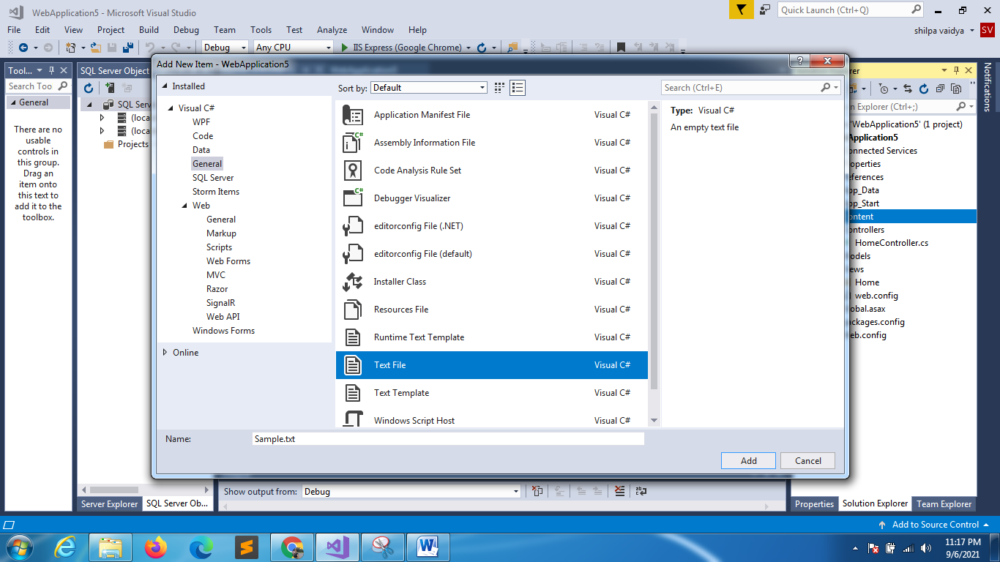 WebApplication5 - Microsoft Visual Studio
Quick Launch (Ctrl+Q)
File Edit View Project Build Debug Team Tools Test Analyze Window Help
shilpa vaidya SV
Debug Any CPU IIS Express (Google Chrome)
Tool...
Search Too
General
There are no
usable
controls in
this group.
Drag an
item onto
this text to
add it to the
toolbox.
SQL Server Object
SQL Serv
(loca
(loca
Projects
Add New Item - WebApplication5
Installed
Visual C#
WPF
Code
Data
General
SQL Server
Storm Items
Web
General
Markup
Scripts
Web Forms
MVC
Razor
SignalR
Web API
Windows Forms
Online
Sort by: Default
Search (Ctrl+E)
Application Manifest File Visual C#
Assembly Information File Visual C#
Code Analysis Rule Set Visual C#
Debugger Visualizer Visual C#
editorconfig File (.NET) Visual C#
editorconfig File (default) Visual C#
Installer Class Visual C#
Resources File Visual C#
Runtime Text Template Visual C#
Text File Visual C#
Text Template Visual C#
Windows Script Host Visual C#
Type: Visual C#
An empty text file
Name: Sample.txt
Add Cancel
Notifications
rer
n Explorer (Ctrl+;)
'WebApplication5' (1 project)
Application5
onnected Services
operties
eferences
pp_Data
pp_Start
ontent
ontrollers
HomeController.cs
odels
ews
Home
web.config
obal.asax
ackages.config
eb.config
Show output from: Debug
Server Explorer SQL Server Ob...
Properties Solution Explorer Team Explorer
Add to Source Control
11:17 PM
9/6/2021